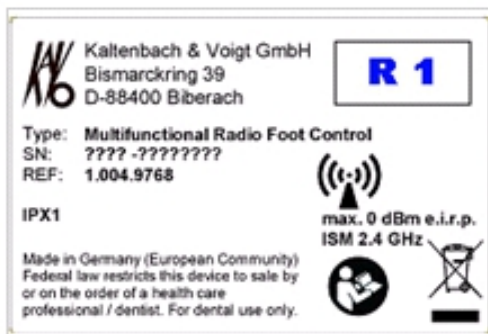 KAVO
Kaltenbach & Voigt GmbH
Bismarckring 39
D-88400 Biberach
R 1
Type: Multifunctional Radio Foot Control
SN: ???? -????????
REF: 1.004.9768
IPX1
max. 0 dBm e.i.r.p.
ISM 2.4 GHz
Made in Germany (European Community)
Federal law restricts this device to sale by
or on the order of a health care
professional / dentist. For dental use only.